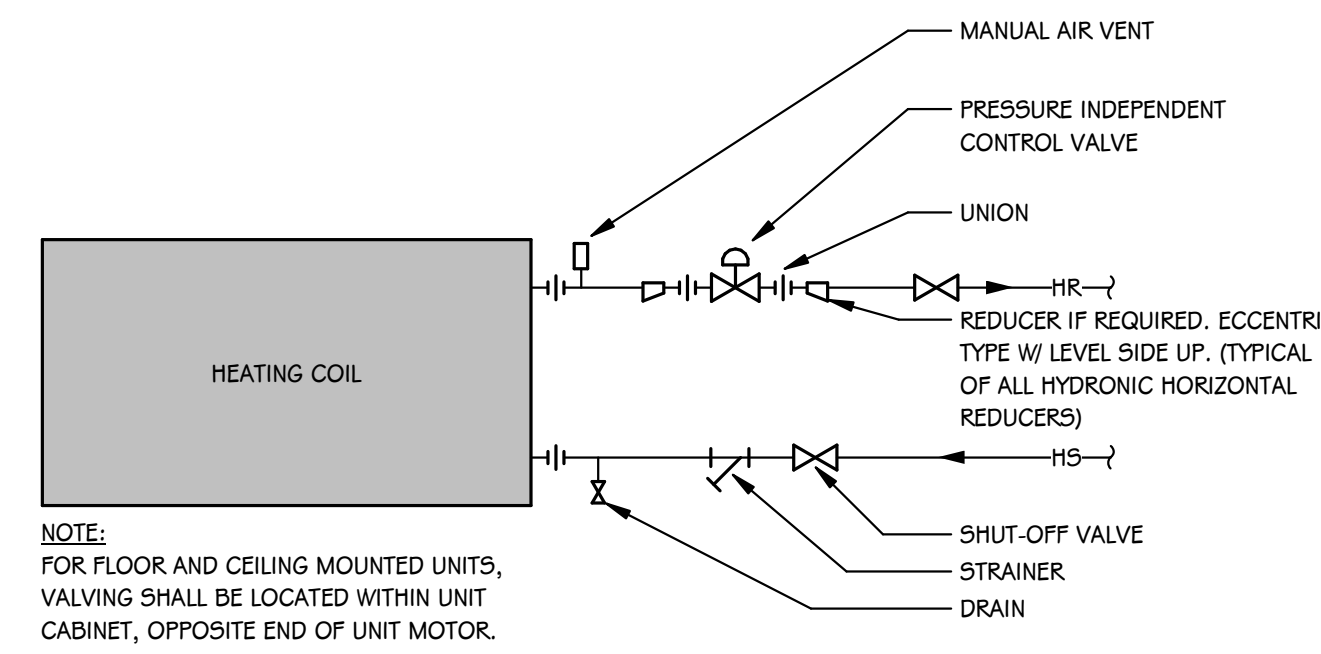 MANUAL AIR VENT
PRESSURE INDEPENDENT
CONTROL VALVE
UNION
HR
REDUCER IF REQUIRED. ECCENTRI
TYPE W/ LEVEL SIDE UP. (TYPICAL
OF ALL HYDRONIC HORIZONTAL
REDUCERS)
HEATING COIL
HS
SHUT-OFF VALVE
STRAINER
DRAIN
NOTE:
FOR FLOOR AND CEILING MOUNTED UNITS,
VALVING SHALL BE LOCATED WITHIN UNIT
CABINET, OPPOSITE END OF UNIT MOTOR.